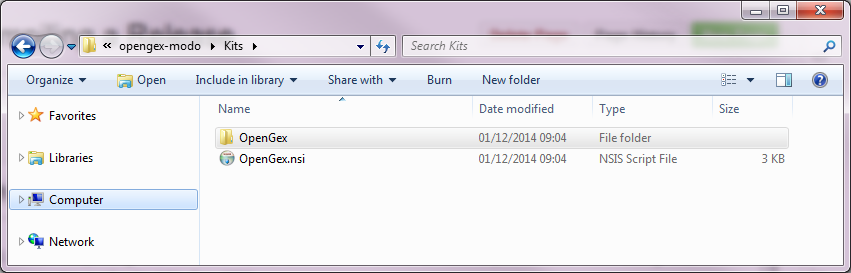 « opengex-modo Kits Search Kits
Organize Open Include in library Share with Burn New folder
Name Date modified Type Size
Favorites
OpenGex 01/12/2014 09:04 File folder
Libraries OpenGex.nsi 01/12/2014 09:04 NSIS Script File 3 KB
Computer
Network